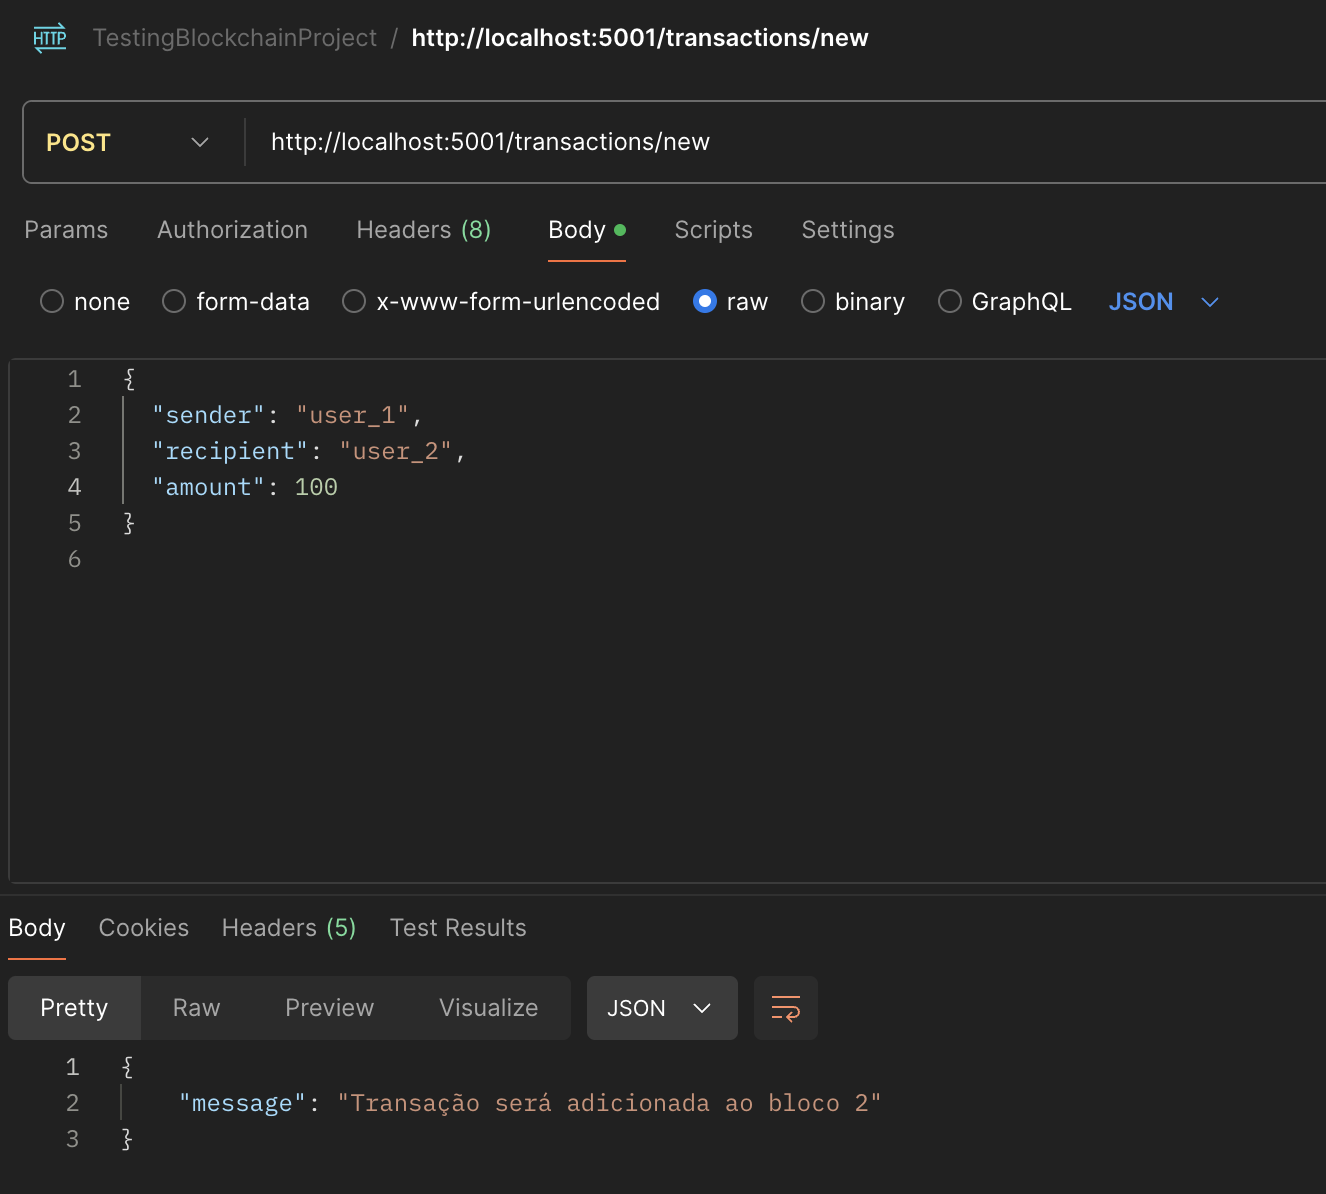 HTTP TestingBlockchainProject / http://localhost:5001/transactions/new
POST http://localhost:5001/transactions/new
Params Authorization Headers (8) Body Scripts Settings
none form-data x-www-form-urlencoded raw binary GraphQL JSON
1 {
2 "sender": "user_1",
3 "recipient": "user_2",
4 "amount": 100
5 }
6
Body Cookies Headers (5) Test Results
Pretty Raw Preview Visualize JSON
1 {
2 "message": "Transação será adicionada ao bloco 2"
3 }